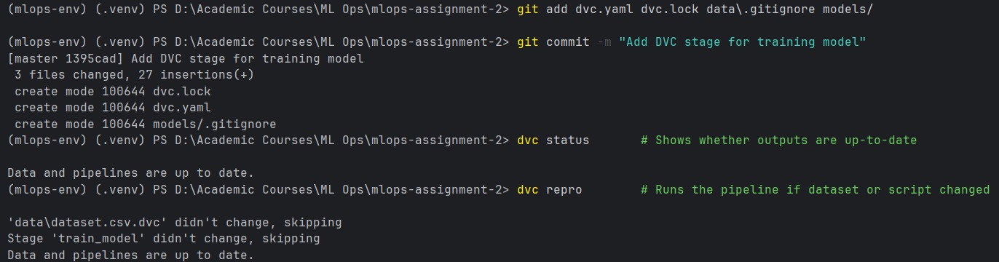 (mlops-env) (.venv) PS D:\Academic Courses\ML Ops\mlops-assignment-2> git add dvc.yaml dvc.lock data\.gitignore models/
(mlops-env) (.venv) PS D:\Academic Courses\ML Ops\mlops-assignment-2> git commit -m "Add DVC stage for training model"
[master 1395cad] Add DVC stage for training model
 3 files changed, 27 insertions(+)
 create mode 100644 dvc.lock
 create mode 100644 dvc.yaml
 create mode 100644 models/.gitignore
(mlops-env) (.venv) PS D:\Academic Courses\ML Ops\mlops-assignment-2> dvc status       # Shows whether outputs are up-to-date
Data and pipelines are up to date.
(mlops-env) (.venv) PS D:\Academic Courses\ML Ops\mlops-assignment-2> dvc repro        # Runs the pipeline if dataset or script changed
'data\dataset.csv.dvc' didn't change, skipping
Stage 'train_model' didn't change, skipping
Data and pipelines are up to date.